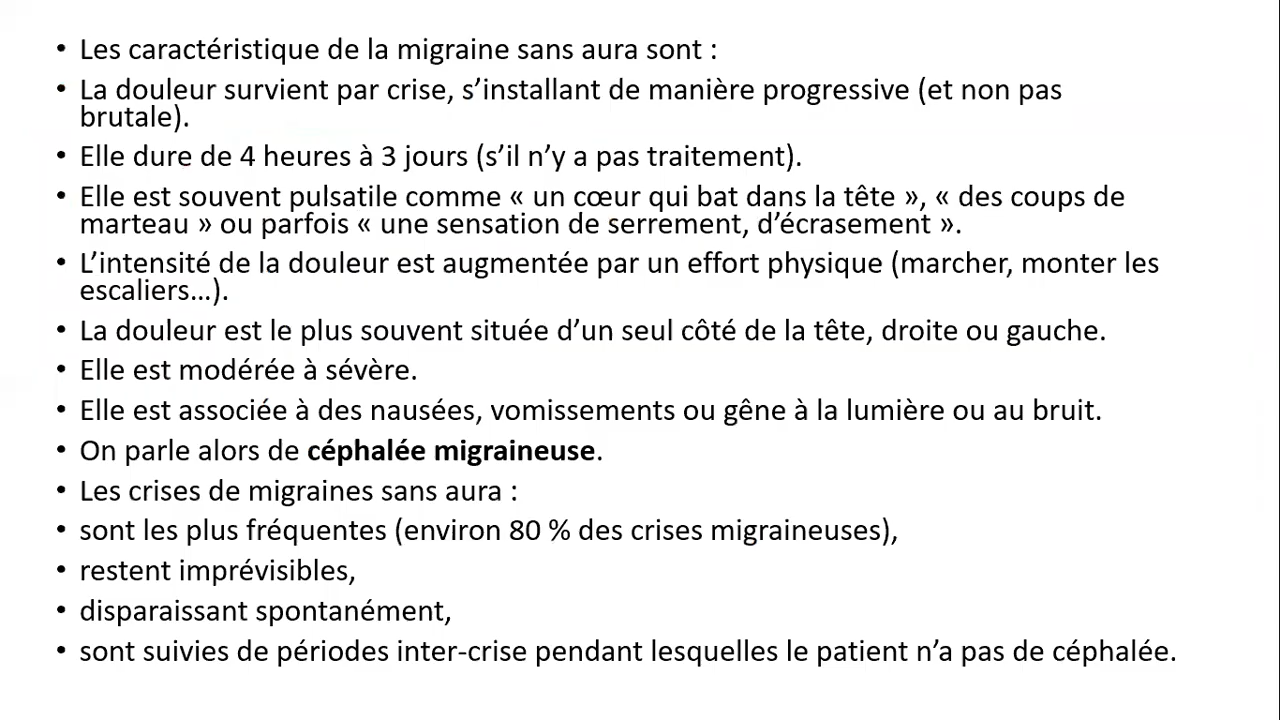 • Les caractéristique de la migraine sans aura sont :
• La douleur survient par crise, s’installant de manière progressive (et non pas
brutale).
• Elle dure de 4 heures à 3 jours (s’il n’y a pas traitement).
• Elle est souvent pulsatile comme « un cœur qui bat dans la tête », « des coups de
marteau » ou parfois « une sensation de serrement, d’écrasement ».
• L’intensité de la douleur est augmentée par un effort physique (marcher, monter les
escaliers…).
• La douleur est le plus souvent située d’un seul côté de la tête, droite ou gauche.
• Elle est modérée à sévère.
• Elle est associée à des nausées, vomissements ou gêne à la lumière ou au bruit.
• On parle alors de céphalée migraineuse.
• Les crises de migraines sans aura :
• sont les plus fréquentes (environ 80 % des crises migraineuses),
• restent imprévisibles,
• disparaissant spontanément,
• sont suivies de périodes inter-crise pendant lesquelles le patient n’a pas de céphalée.